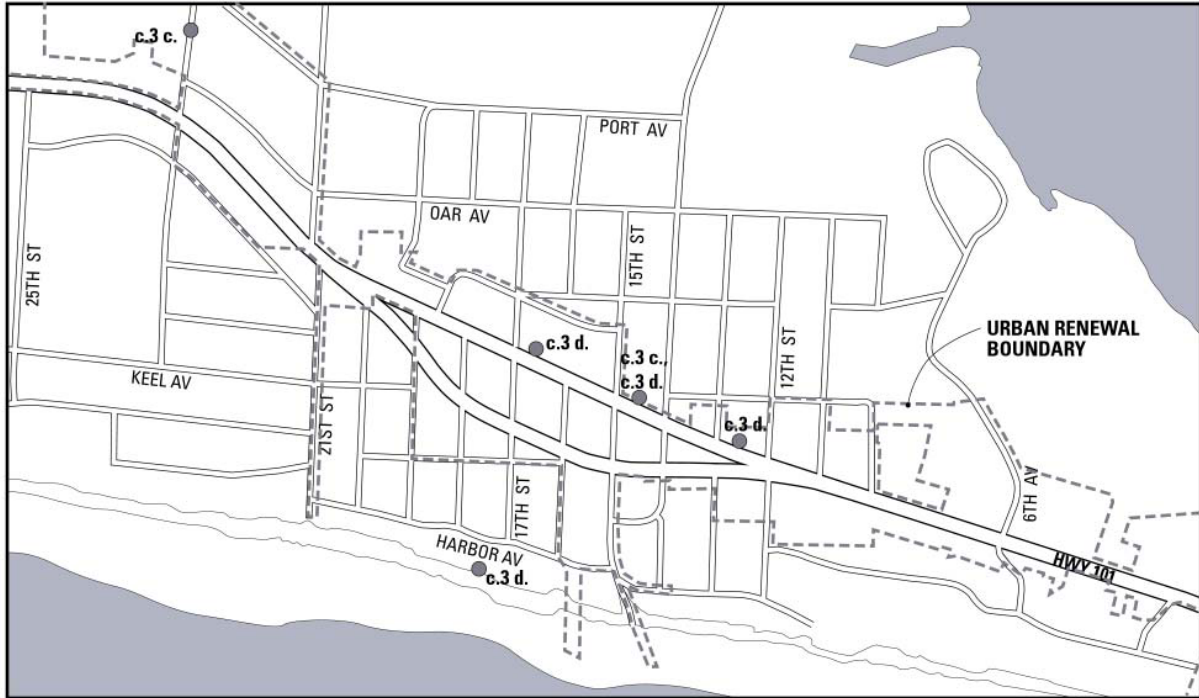 c.3 c.
PORT AV
OAR AV
15TH ST
25TH ST
12TH ST
URBAN RENEWAL
BOUNDARY
c.3 d.
c.3 c.,
c.3 d.
KEEL AV
21ST ST
c.3 d.
17TH ST
6TH AV
HARBOR AV
HWY 101
c.3 d.